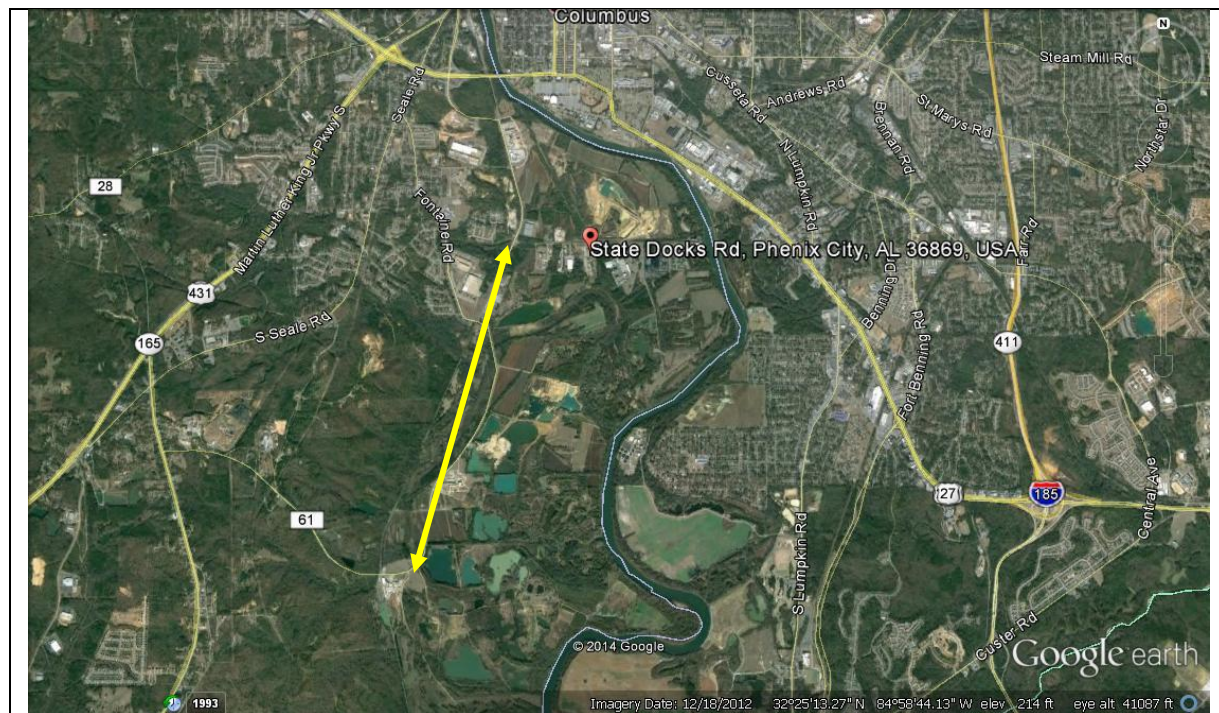 Columbus
N
Steam Mill Rd
Cusseta Rd
Andrews Rd
Seale Rd
St Marys Rd
Brennan Rd
Northstar Dr
Martin Luther King Jr Pkwy S
28
N Lumpkin Rd
Fontaine Rd
State Docks Rd, Phenix City, AL 36869, USA
Farr Rd
Benning Dr
431
S Seale Rd
165
411
Fort Benning Rd
27
185
Central Ave
61
S Lumpkin Rd
Custer Rd
© 2014 Google
Google earth
1993
Imagery Date: 12/18/2012 32°25'13.27" N 84°58'44.13" W elev 214 ft eye alt 41087 ft